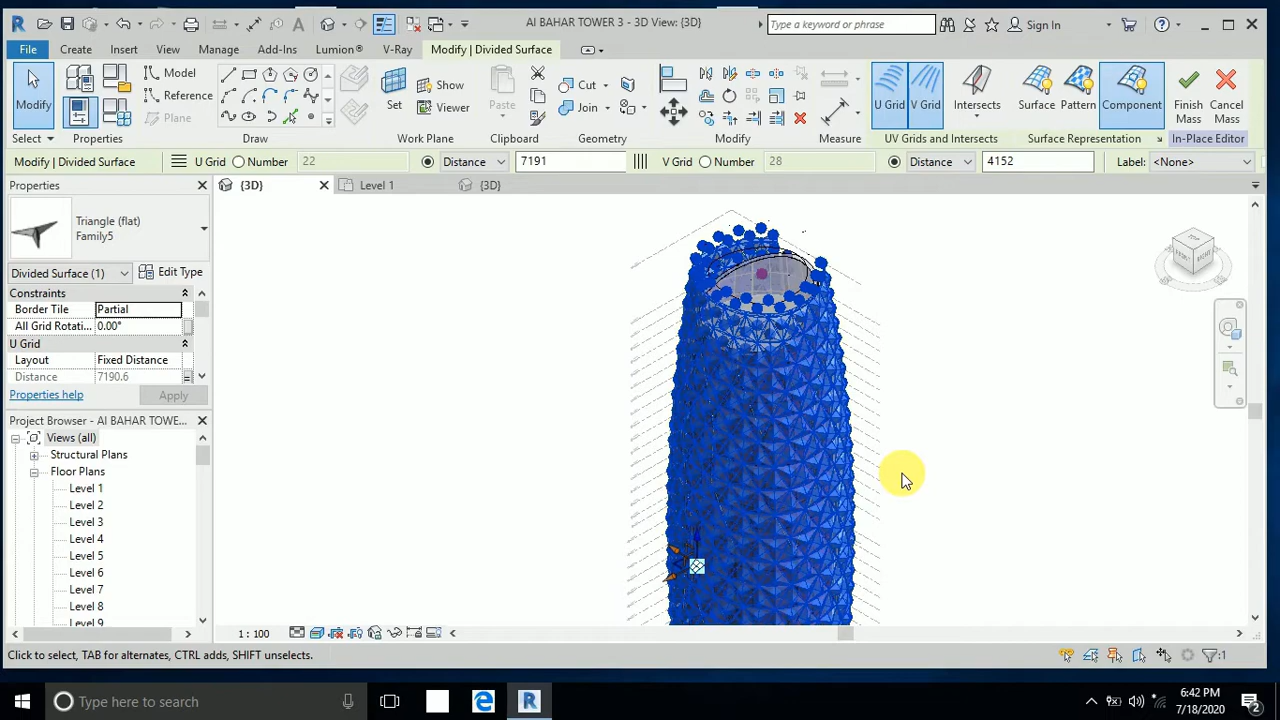 AI BAHAR TOWER 3 - 3D View: {3D}
Type a keyword or phrase
Sign In
File
Create
Insert
View
Manage
Add-Ins
Lumion®
V-Ray
Modify | Divided Surface
Modify
Model
Reference
Plane
Set
Show
Viewer
Paste
Cut
Join
U Grid
V Grid
Intersects
Surface
Pattern
Component
Finish Mass
Cancel Mass
Select
Properties
Draw
Work Plane
Clipboard
Geometry
Modify
Measure
UV Grids and Intersects
Surface Representation
In-Place Editor
Modify | Divided Surface
U Grid
Number
22
Distance
7191
V Grid
Number
28
Distance
4152
Label:
<None>
Properties
{3D}
Level 1
{3D}
Triangle (flat)
Family5
Divided Surface (1)
Edit Type
Constraints
Border Tile
Partial
All Grid Rotati...
0.00°
U Grid
Layout
Fixed Distance
Distance
7190.6
Properties help
Apply
Project Browser - AI BAHAR TOWE...
Views (all)
Structural Plans
Floor Plans
Level 1
Level 2
Level 3
Level 4
Level 5
Level 6
Level 7
Level 8
Level 9
1 : 100
Click to select, TAB for alternates, CTRL adds, SHIFT unselects.
:1
Type here to search
6:42 PM
7/18/2020
2